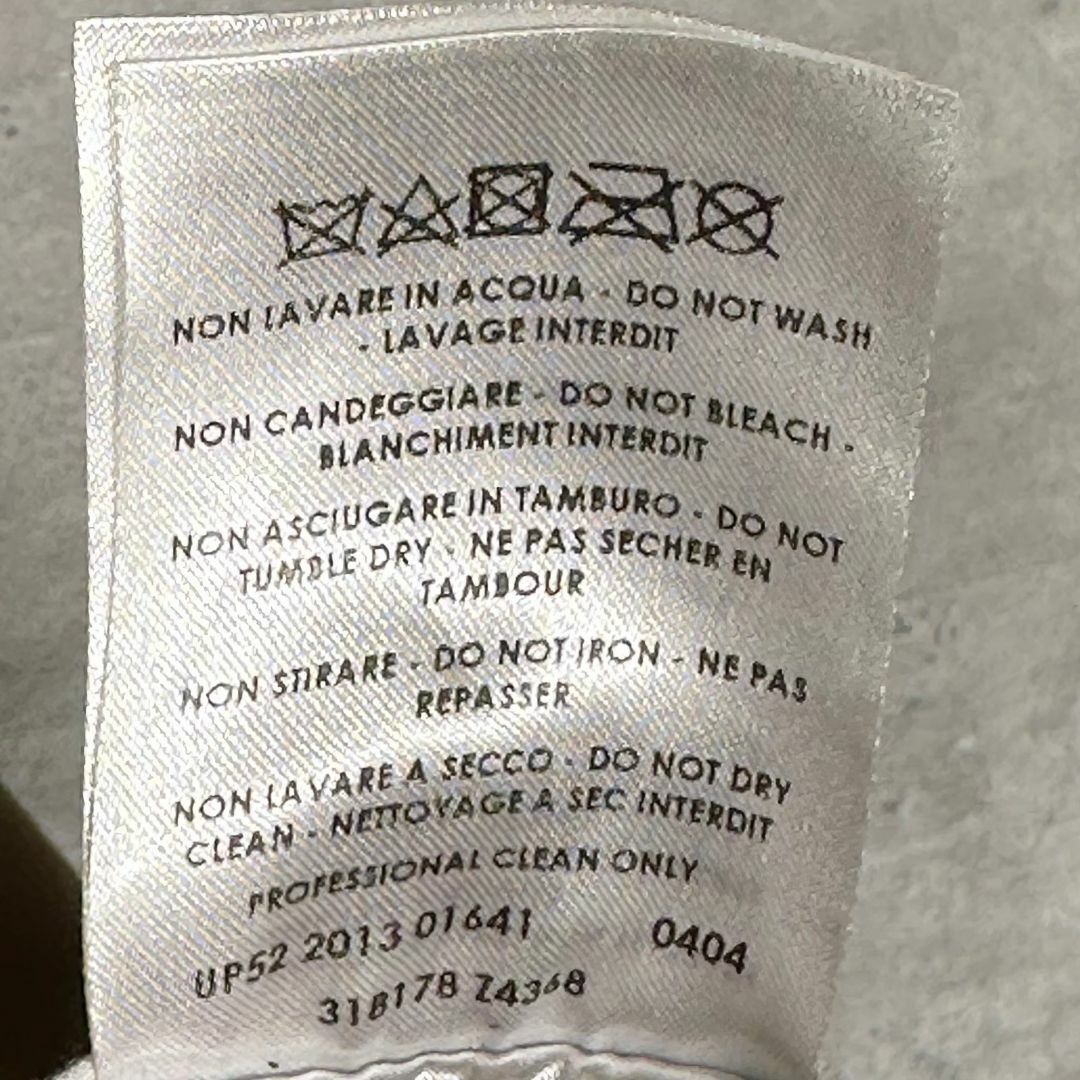 NON LAVARE IN ACQUA - DO NOT WASH
- LAVAGE INTERDIT
NON CANDEGGIARE - DO NOT BLEACH -
BLANCHIMENT INTERDIT
NON ASCIUGARE IN TAMBURO - DO NOT
TUMBLE DRY - NE PAS SECHER EN
TAMBOUR
NON STIRARE - DO NOT IRON - NE PAS
REPASSER
NON LAVARE A SECCO - DO NOT DRY
CLEAN - NETTOYAGE A SEC INTERDIT
PROFESSIONAL CLEAN ONLY
UP52 2013 01641 0404
318178 Z4368